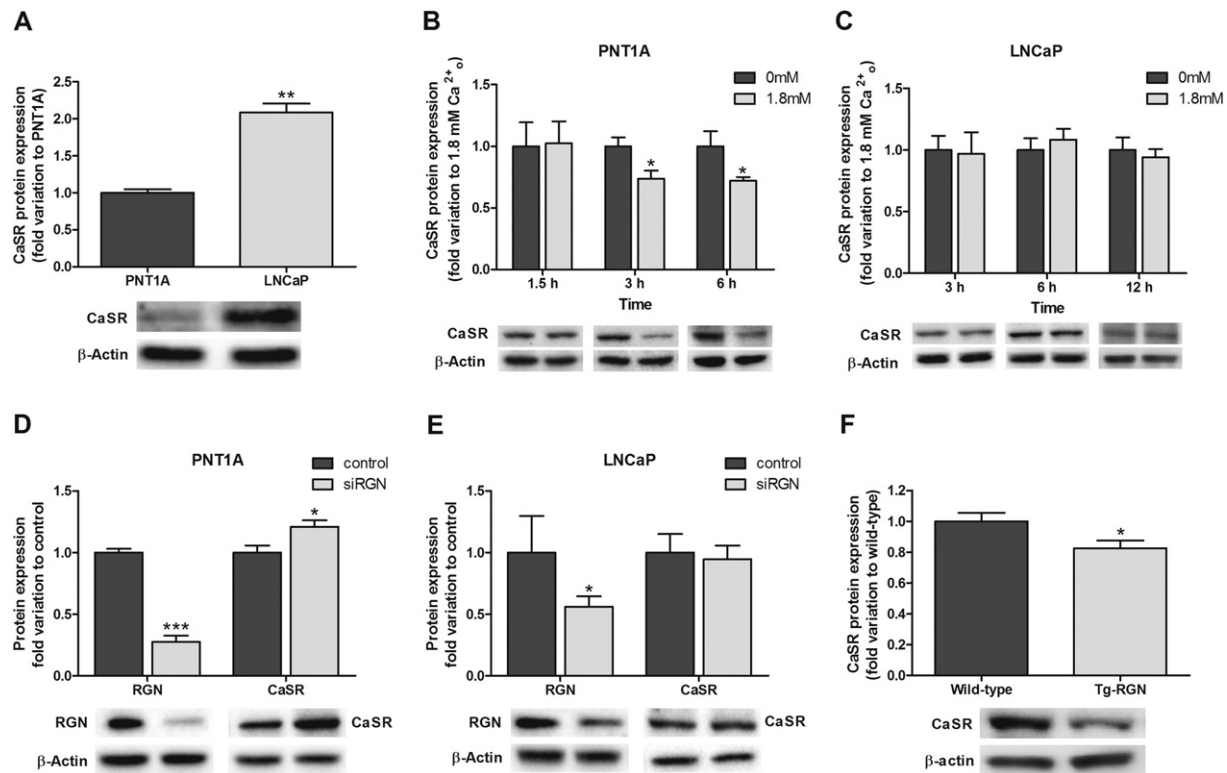 A
CaSR protein expression
(fold variation to PNT1A)
2.5
2.0
1.5
1.0
0.5
0.0
**
PNT1A
LNCaP
CaSR
β-Actin
B
PNT1A
0mM
1.8mM
CaSR protein expression
(fold variation to 1.8 mM Ca²⁺ₒ)
1.5
1.0
0.5
0.0
*
*
1.5 h
3 h
6 h
Time
CaSR
β-Actin
C
LNCaP
0mM
1.8mM
CaSR protein expression
(fold variation to 1.8 mM Ca²⁺ₒ)
1.5
1.0
0.5
0.0
3 h
6 h
12 h
Time
CaSR
β-Actin
D
PNT1A
control
siRGN
Protein expression
fold variation to control
1.5
1.0
0.5
0.0
***
*
RGN
CaSR
RGN
CaSR
β-Actin
E
LNCaP
control
siRGN
Protein expression
fold variation to control
1.5
1.0
0.5
0.0
*
RGN
CaSR
RGN
CaSR
β-Actin
F
CaSR protein expression
(fold variation to wild-type)
1.2
1.0
0.8
0.6
0.4
0.2
0.0
*
Wild-type
Tg-RGN
CaSR
β-actin